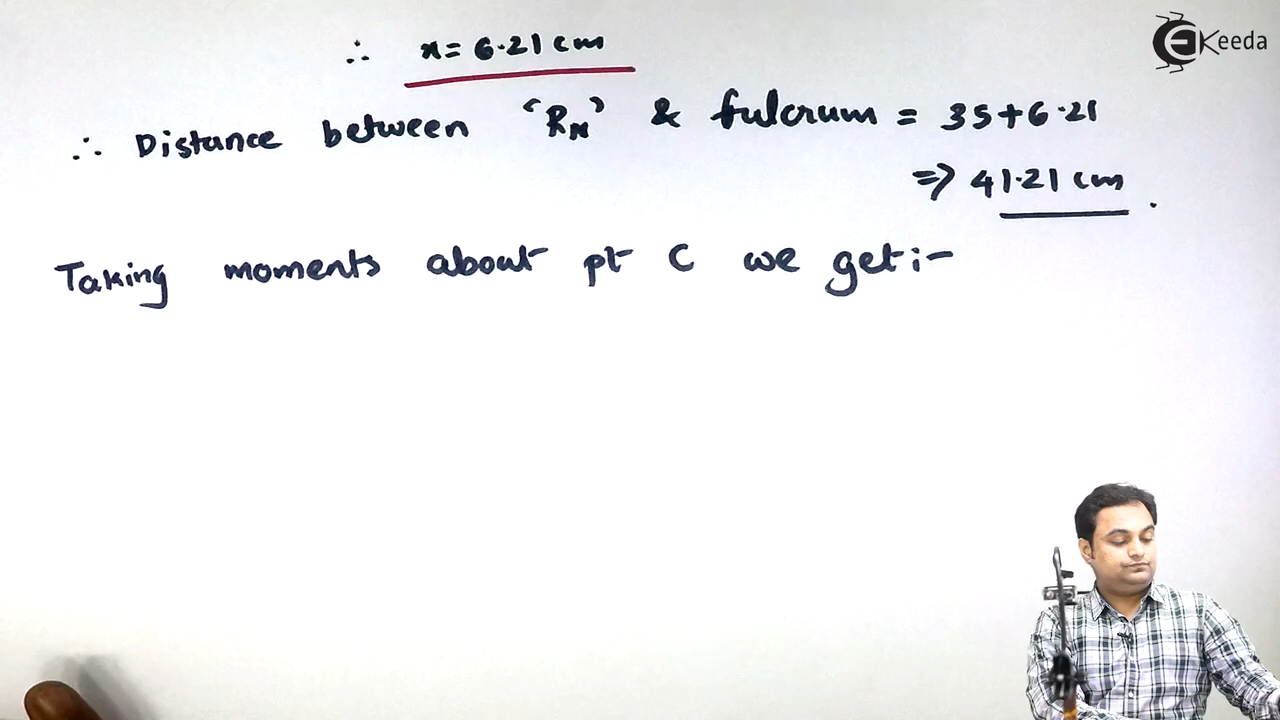 ∴ x = 6.21 cm
EKeeda
∴ Distance between 'RN' & fulcrum = 35+6.21
⇒ 41.21 cm .
Taking moments about pt C we get :-